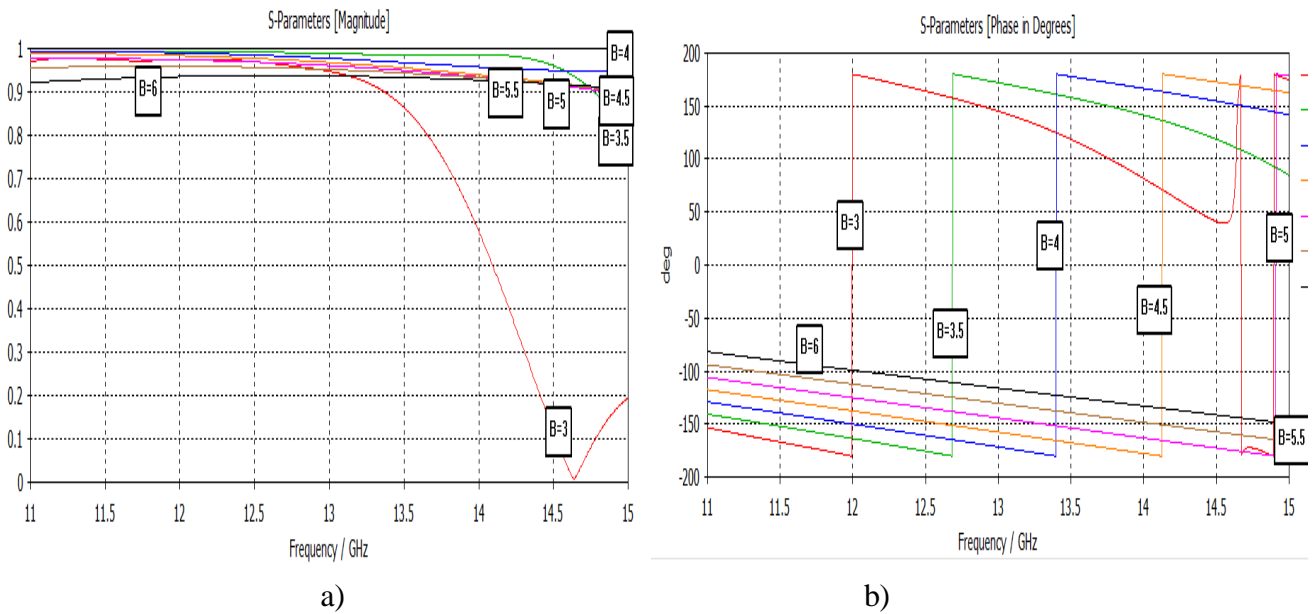 S-Parameters [Magnitude]
1
0.9
0.8
0.7
0.6
0.5
0.4
0.3
0.2
0.1
0
B=4
B=6
B=5.5
B=5
B=4.5
B=3.5
B=3
11 11.5 12 12.5 13 13.5 14 14.5 15
Frequency / GHz
a)
S-Parameters [Phase in Degrees]
200
150
100
50
0
-50
-100
-150
-200
deg
B=3
B=4
B=5
B=4.5
B=3.5
B=6
B=5.5
11 11.5 12 12.5 13 13.5 14 14.5 15
Frequency / GHz
b)